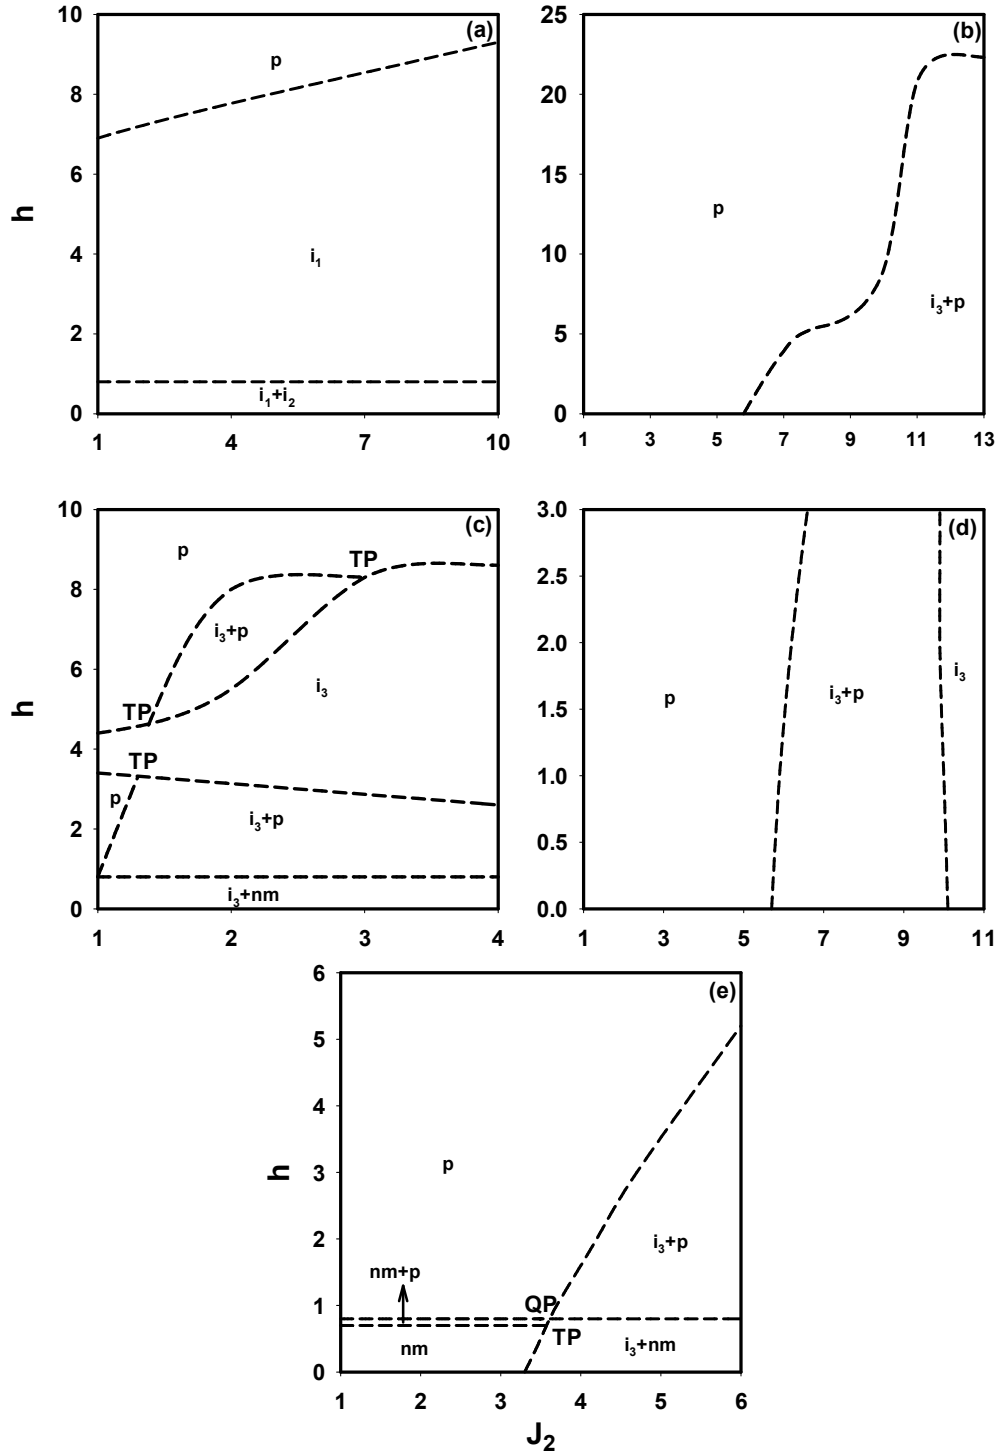 (a)
10
8
6
4
2
0
h
p
i₁
i₁+i₂
1 4 7 10
(b)
25
20
15
10
5
0
p
i₃+p
1 3 5 7 9 11 13
(c)
10
8
6
4
2
0
h
p
TP
i₃+p
i₃
TP
TP
p
i₃+p
i₃+nm
1 2 3 4
(d)
3.0
2.5
2.0
1.5
1.0
0.5
0.0
p
i₃+p
i₃
1 3 5 7 9 11
(e)
6
5
4
3
2
1
0
h
p
i₃+p
nm+p
QP
TP
nm
i₃+nm
1 2 3 4 5 6
J₂